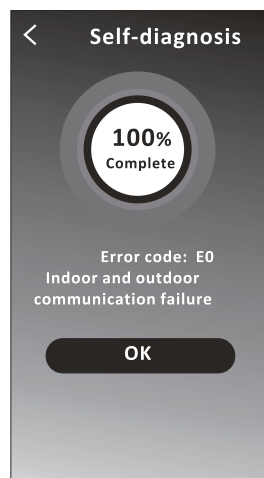 Self-diagnosis
100%
Complete
Error code: E0
Indoor and outdoor
communication failure
OK